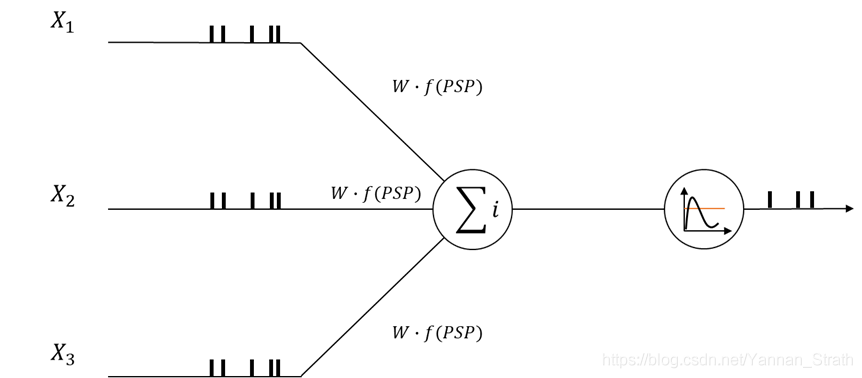 X₁
W · f(PSP)
X₂
W · f(PSP)
∑ i
W · f(PSP)
X₃
https://blog.csdn.net/Yannan_Strath